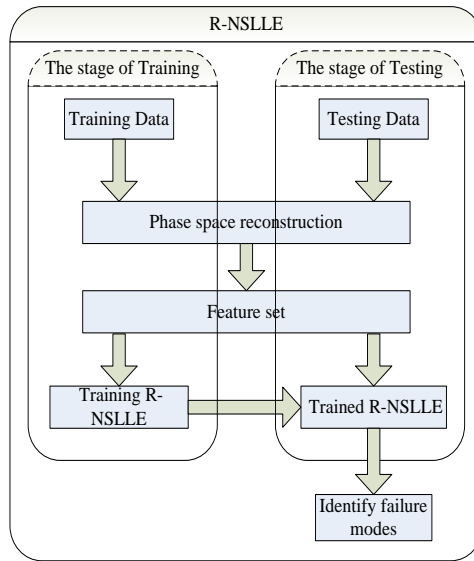 R-NSLLE
The stage of Training
The stage of Testing
Training Data
Testing Data
Phase space reconstruction
Feature set
Training R-
NSLLE
Trained R-NSLLE
Identify failure
modes